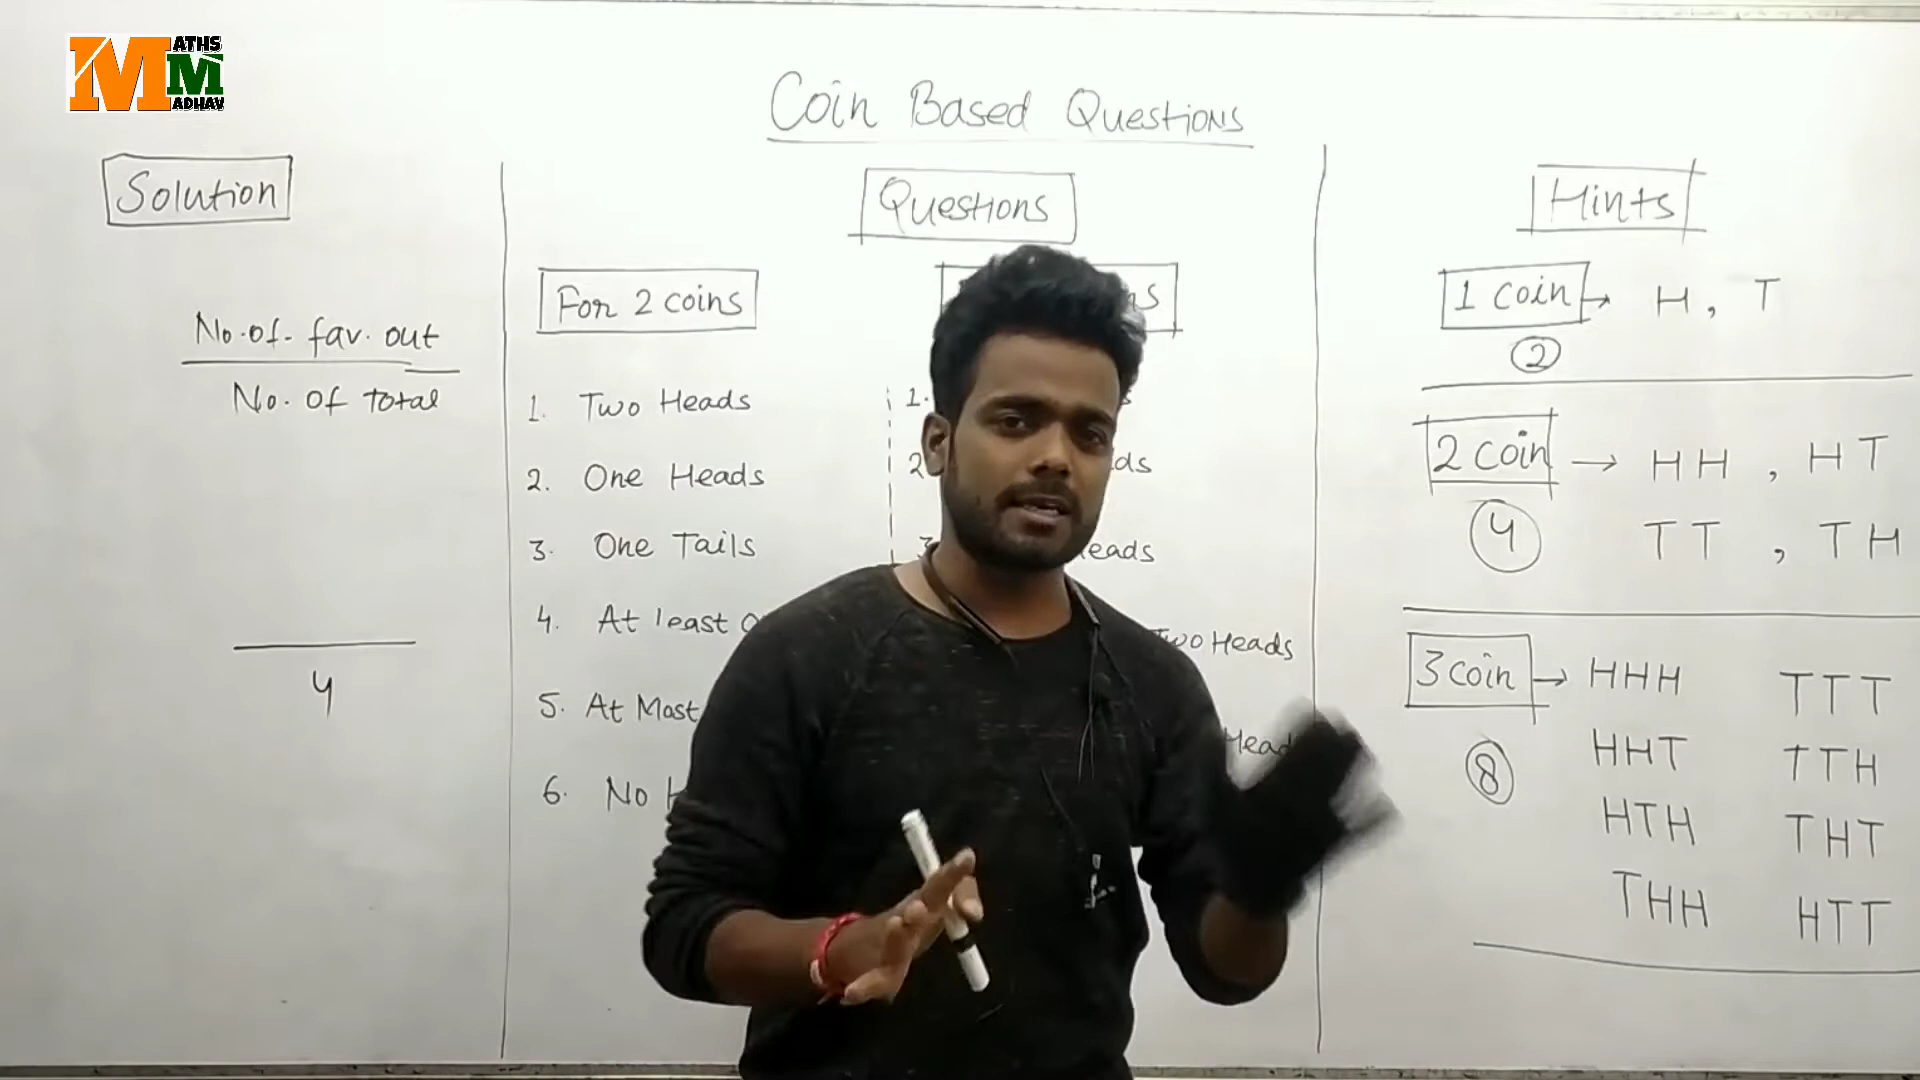 MATHS
MADHAV
Coin Based Questions
Solution
Questions
Hints
No. of. fav. out
No. of total
4
For 2 coins
1. Two Heads
2. One Heads
3. One Tails
4. At least
5. At Most
6. No
1.
2
3
Two Heads
1 coin → H, T
2
2 coin → HH, HT
4
TT, TH
3 coin → HHH TTT
8
HHT TTH
HTH THT
THH HTT